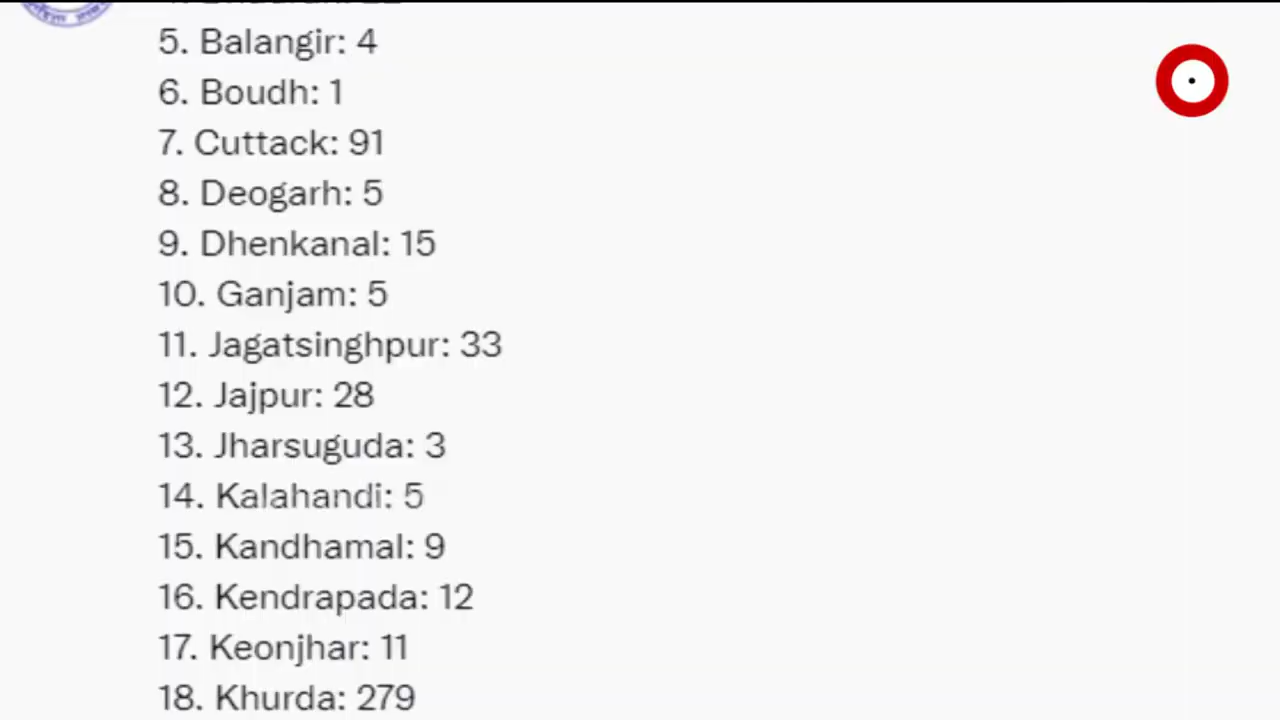 5. Balangir: 4
6. Boudh: 1
7. Cuttack: 91
8. Deogarh: 5
9. Dhenkanal: 15
10. Ganjam: 5
11. Jagatsinghpur: 33
12. Jajpur: 28
13. Jharsuguda: 3
14. Kalahandi: 5
15. Kandhamal: 9
16. Kendrapada: 12
17. Keonjhar: 11
18. Khurda: 279